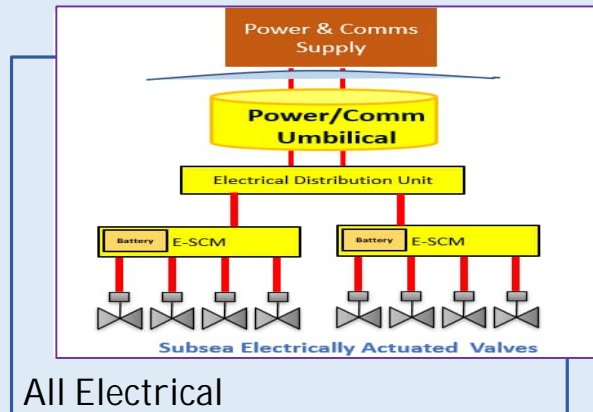 Power & Comms
Supply
Power/Comm
Umbilical
Electrical Distribution Unit
Battery E-SCM
Battery E-SCM
Subsea Electrically Actuated Valves
All Electrical